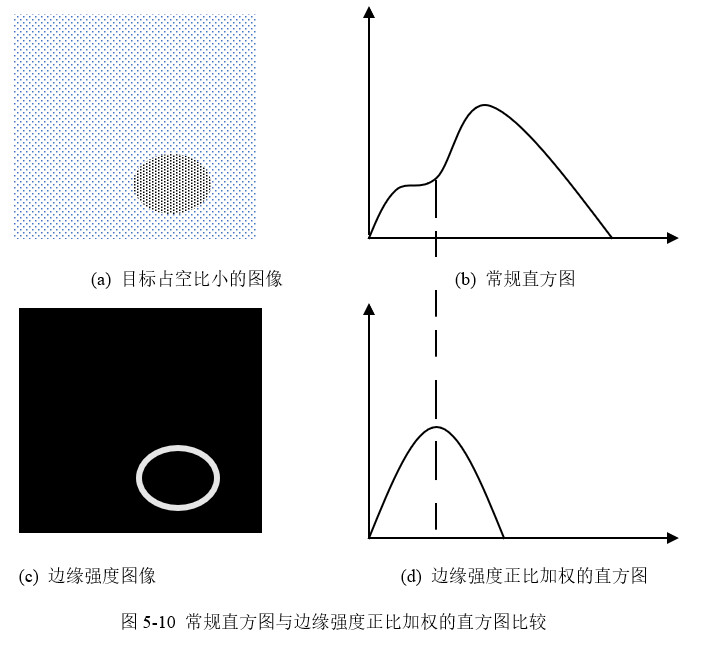 (a) 目标占空比小的图像
(b) 常规直方图
(c) 边缘强度图像
(d) 边缘强度正比加权的直方图
图 5-10 常规直方图与边缘强度正比加权的直方图比较